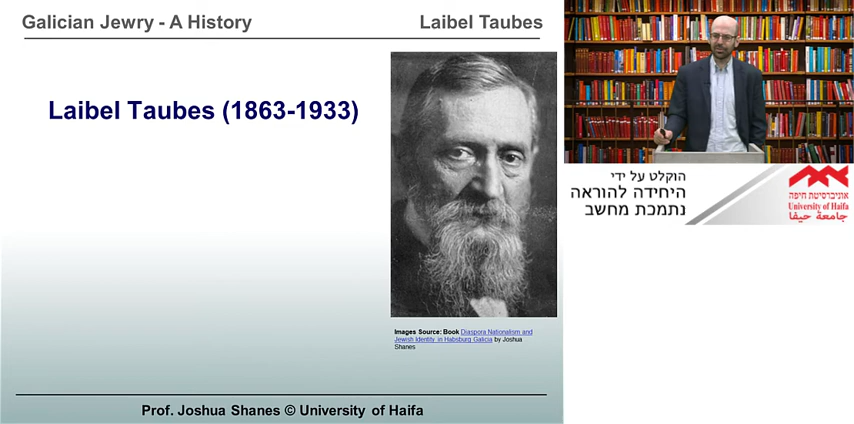 Galician Jewry - A History
Laibel Taubes
Laibel Taubes (1863-1933)
Images Source: Book Diaspora Nationalism and
Jewish Identity in Habsburg Galicia by Joshua
Shanes
Prof. Joshua Shanes © University of Haifa
הוקלט על ידי
היחידה להוראה
נתמכת מחשב
אוניברסיטת חיפה
University of Haifa
جامعة حيفا